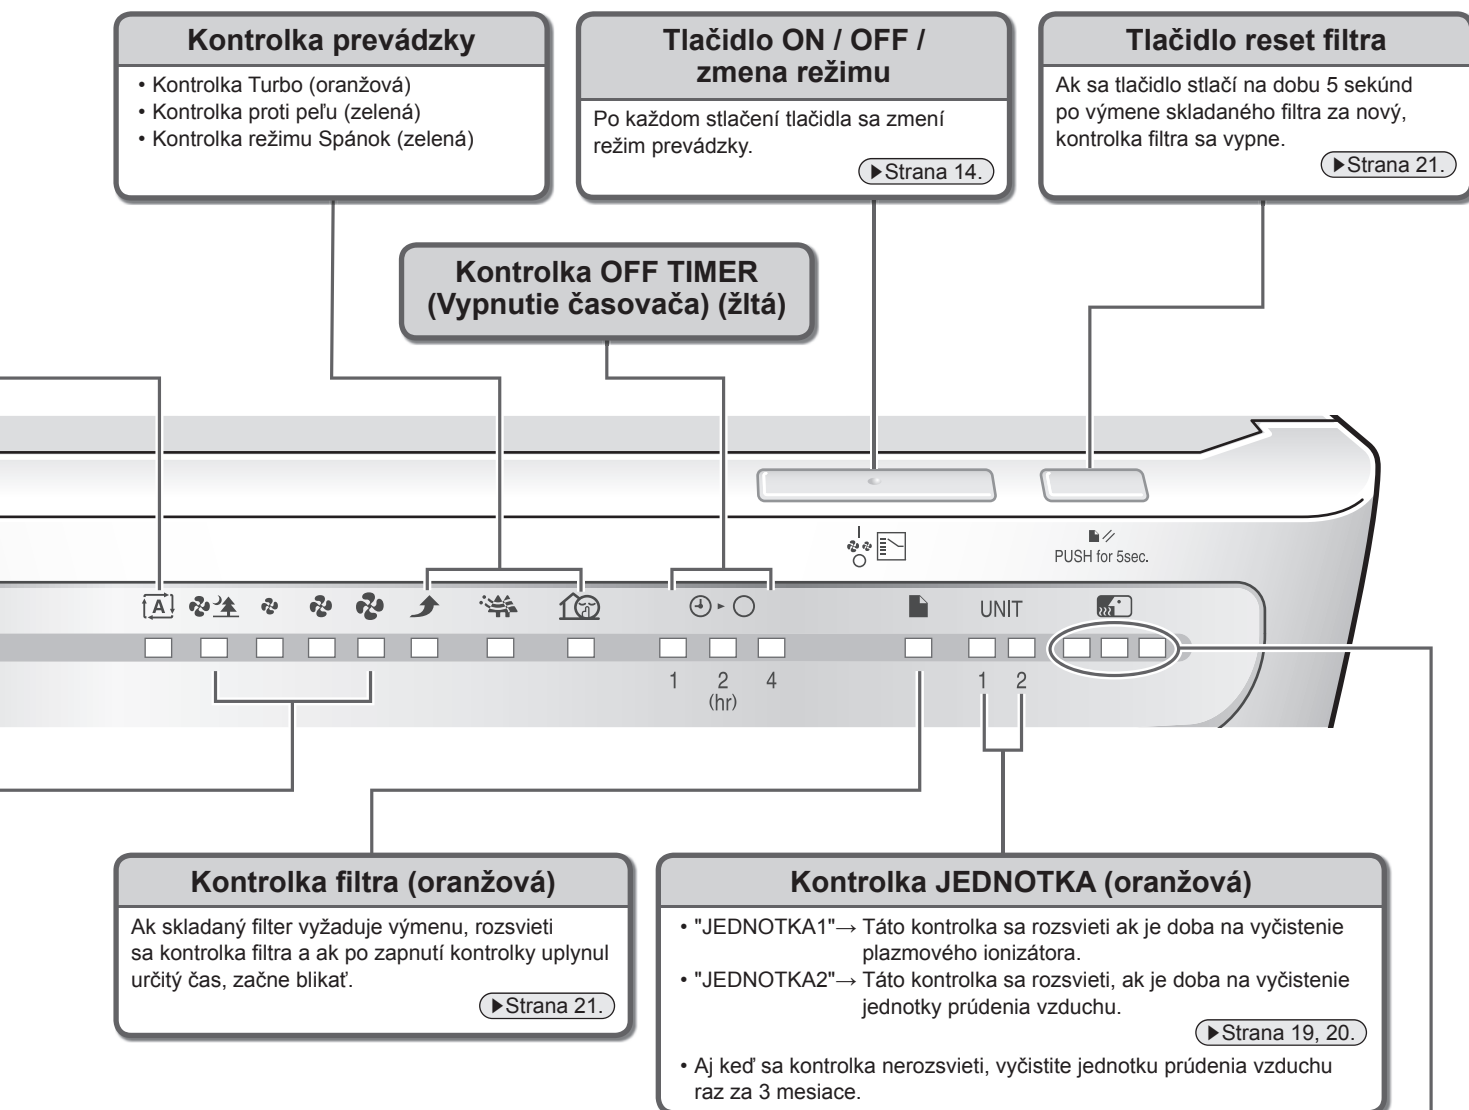 Kontrolka prevádzky
• Kontrolka Turbo (oranžová)
• Kontrolka proti peľu (zelená)
• Kontrolka režimu Spánok (zelená)
Tlačidlo ON / OFF /
zmena režimu
Po každom stlačení tlačidla sa zmení
režim prevádzky.
▶Strana 14.
Tlačidlo reset filtra
Ak sa tlačidlo stlačí na dobu 5 sekúnd
po výmene skladaného filtra za nový,
kontrolka filtra sa vypne.
▶Strana 21.
Kontrolka OFF TIMER
(Vypnutie časovača) (žltá)
PUSH for 5sec.
A
UNIT
1 2 4
(hr)
1 2
Kontrolka filtra (oranžová)
Ak skladaný filter vyžaduje výmenu, rozsvieti
sa kontrolka filtra a ak po zapnutí kontrolky uplynul
určitý čas, začne blikať.
▶Strana 21.
Kontrolka JEDNOTKA (oranžová)
• "JEDNOTKA1"→ Táto kontrolka sa rozsvieti ak je doba na vyčistenie
plazmového ionizátora.
• "JEDNOTKA2"→ Táto kontrolka sa rozsvieti, ak je doba na vyčistenie
jednotky prúdenia vzduchu.
▶Strana 19, 20.
• Aj keď sa kontrolka nerozsvieti, vyčistite jednotku prúdenia vzduchu
raz za 3 mesiace.